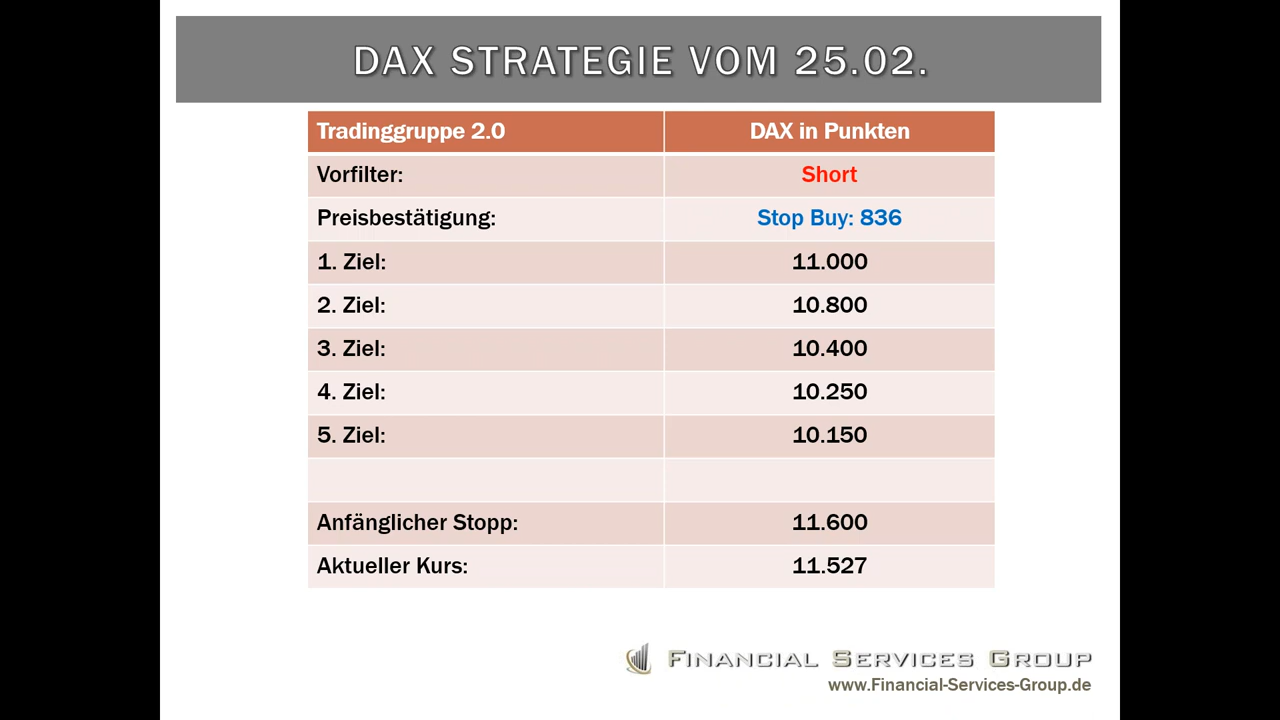 DAX STRATEGIE VOM 25.02.
Tradinggruppe 2.0 DAX in Punkten
Vorfilter: Short
Preisbestätigung: Stop Buy: 836
1. Ziel: 11.000
2. Ziel: 10.800
3. Ziel: 10.400
4. Ziel: 10.250
5. Ziel: 10.150
Anfänglicher Stopp: 11.600
Aktueller Kurs: 11.527
FINANCIAL SERVICES GROUP
www.Financial-Services-Group.de